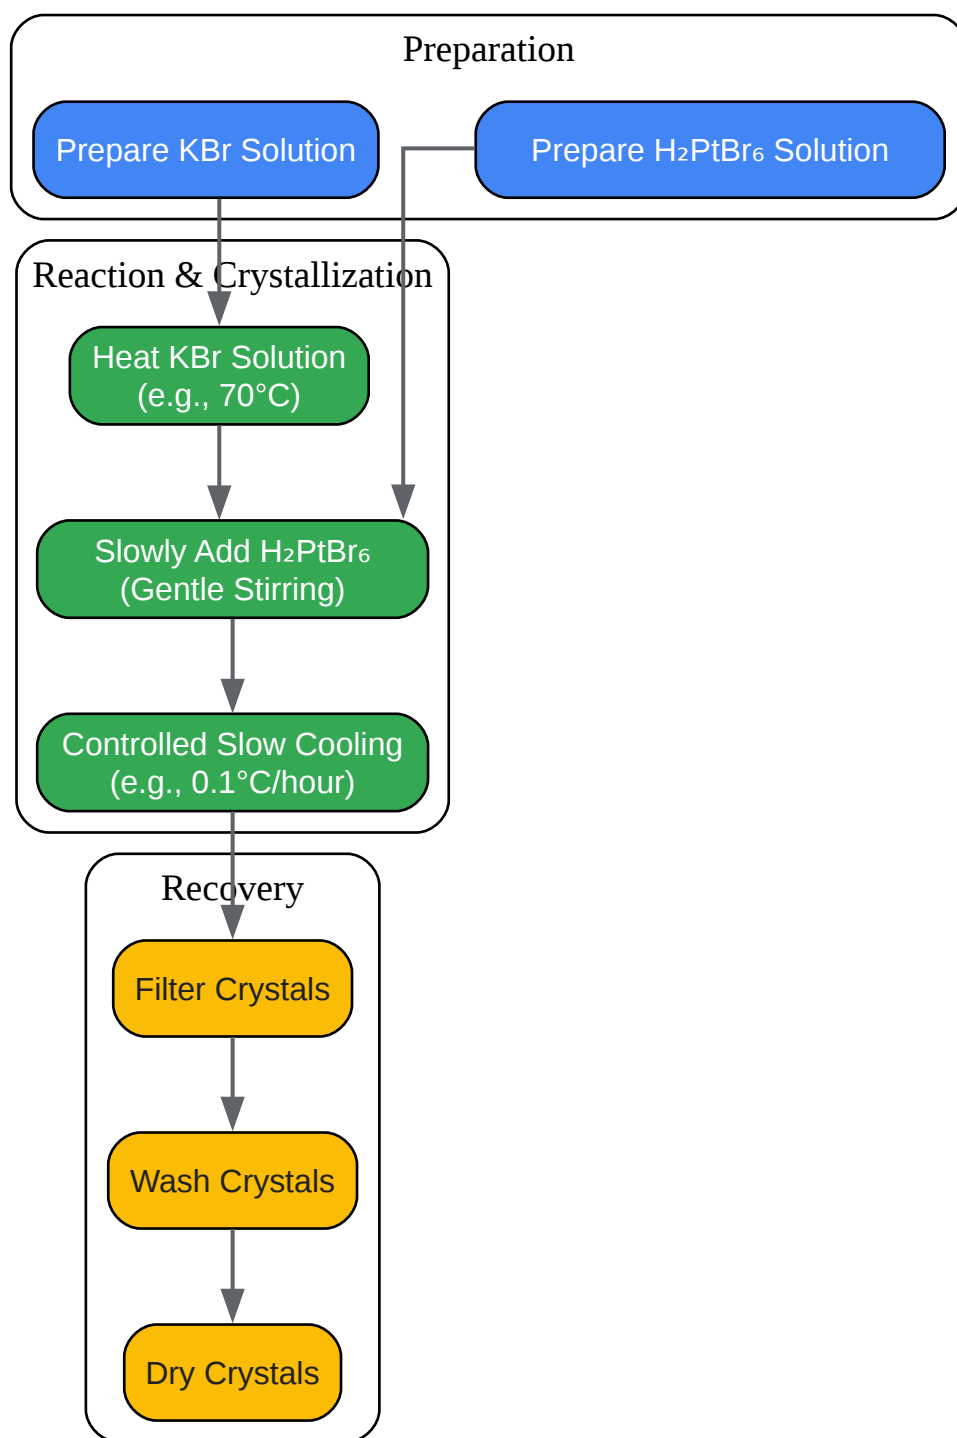 Preparation
Prepare KBr Solution
Prepare H₂PtBr₆ Solution
Reaction & Crystallization
Heat KBr Solution
(e.g., 70°C)
Slowly Add H₂PtBr₆
(Gentle Stirring)
Controlled Slow Cooling
(e.g., 0.1°C/hour)
Recovery
Filter Crystals
Wash Crystals
Dry Crystals